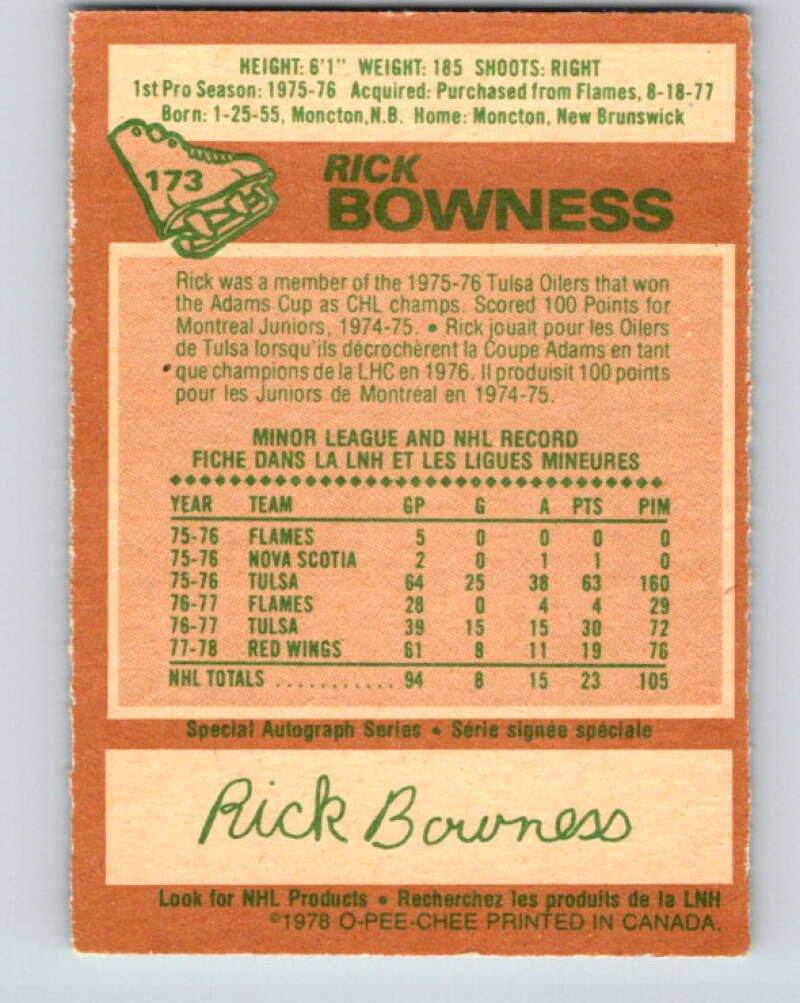 HEIGHT: 6'1" WEIGHT: 185 SHOOTS: RIGHT
1st Pro Season: 1975-76 Acquired: Purchased from Flames, 8-18-77
Born: 1-25-55, Moncton,N.B. Home: Moncton, New Brunswick
173
RICK
BOWNESS
Rick was a member of the 1975-76 Tulsa Oilers that won
the Adams Cup as CHL champs. Scored 100 Points for
Montreal Juniors, 1974-75. • Rick jouait pour les Oilers
de Tulsa lorsqu'ils décrochèrent la Coupe Adams en tant
que champions de la LHC en 1976. Il produisit 100 points
pour les Juniors de Montréal en 1974-75.
MINOR LEAGUE AND NHL RECORD
FICHE DANS LA LNH ET LES LIGUES MINEURES
YEAR TEAM GP G A PTS PIM
75-76 FLAMES 5 0 0 0 0
75-76 NOVA SCOTIA 2 0 1 1 0
75-76 TULSA 64 25 38 63 160
76-77 FLAMES 28 0 4 4 29
76-77 TULSA 39 15 15 30 72
77-78 RED WINGS 61 8 11 19 76
NHL TOTALS ........... 94 8 15 23 105
Special Autograph Series • Série signée spéciale
Rick Bowness
Look for NHL Products • Recherchez les produits de la LNH
©1978 O-PEE-CHEE PRINTED IN CANADA.